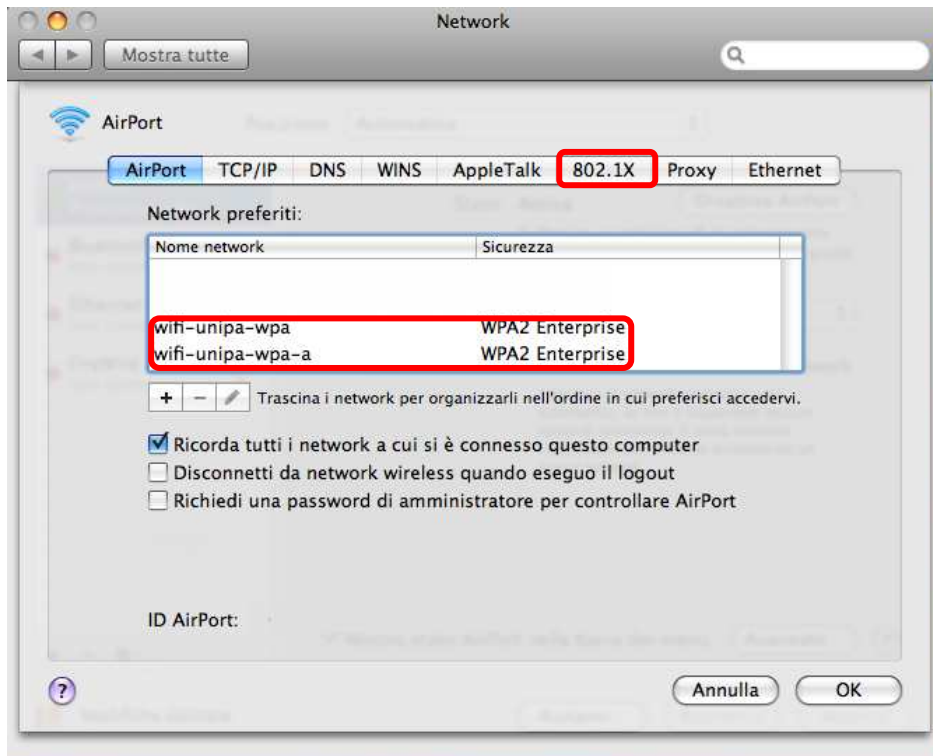 Network
Mostra tutte
AirPort
AirPort TCP/IP DNS WINS AppleTalk 802.1X Proxy Ethernet
Network preferiti:
Nome network Sicurezza
wifi-unipa-wpa WPA2 Enterprise
wifi-unipa-wpa-a WPA2 Enterprise
+ − Trascina i network per organizzarli nell'ordine in cui preferisci accedervi.
Ricorda tutti i network a cui si è connesso questo computer
Disconnetti da network wireless quando eseguo il logout
Richiedi una password di amministratore per controllare AirPort
ID AirPort:
? Annulla OK